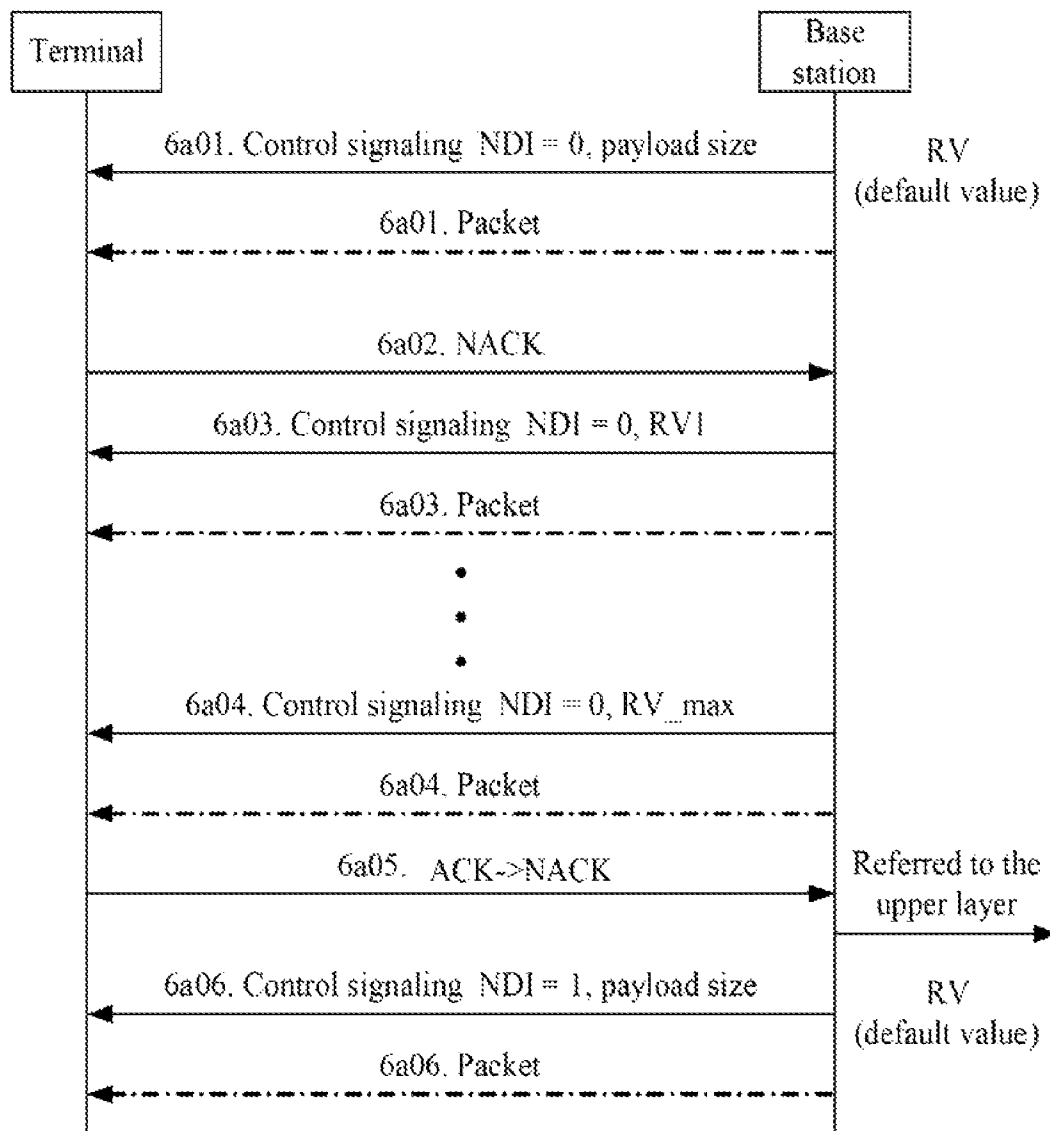 Terminal
Base
station
6a01. Control signaling NDI = 0, payload size
RV
(default value)
6a01. Packet
6a02. NACK
6a03. Control signaling NDI = 0, RV1
6a03. Packet
6a04. Control signaling NDI = 0, RV_max
6a04. Packet
6a05. ACK->NACK
Referred to the
upper layer
6a06. Control signaling NDI = 1, payload size
RV
(default value)
6a06. Packet